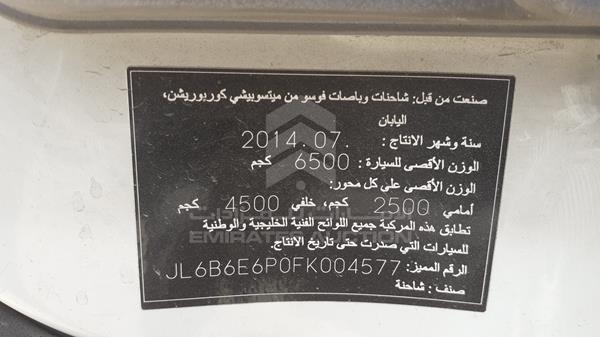 صنعت من قبل: شاحنات وباصات فوسو من ميتسوبيشي كوربوريشن،
اليابان
سنة وشهر الانتاج : 2014.07.
الوزن الأقصى للسيارة : 6500 كجم
الوزن الأقصى على كل محور:
أمامي 2500 كجم، خلفي 4500 كجم
تطابق هذه المركبة جميع اللوائح الفنية الخليجية والوطنية
للسيارات التي صدرت حتى تاريخ الانتاج.
الرقم المميز: JL6B6E6P0FK004577
صنف : شاحنة
EMIRATES AUCTION